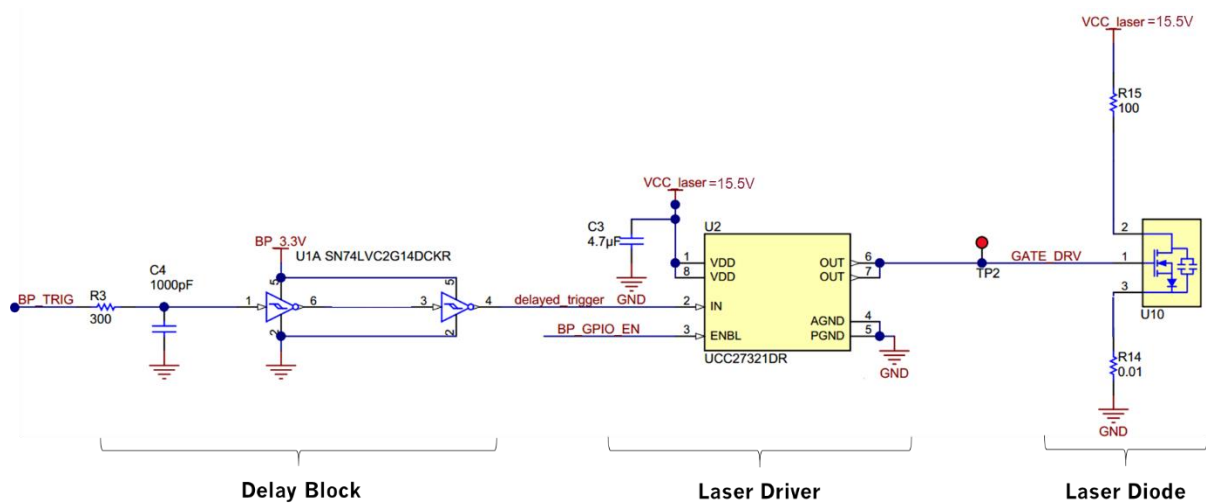 VCC_laser=15.5V
R15
100
2
1
3
U10
R14
0.01
GND
VCC_laser=15.5V
C3
4.7µF
GND
U2
1
VDD
8
VDD
2
IN
3
ENBL
OUT
6
OUT
7
AGND
4
PGND
5
UCC27321DR
GND
TP2
GATE_DRV
BP_3.3V
U1A SN74LVC2G14DCKR
C4
1000pF
BP_TRIG
R3
300
1
5
2
6
3
5
2
4
delayed_trigger
BP_GPIO_EN
Delay Block
Laser Driver
Laser Diode